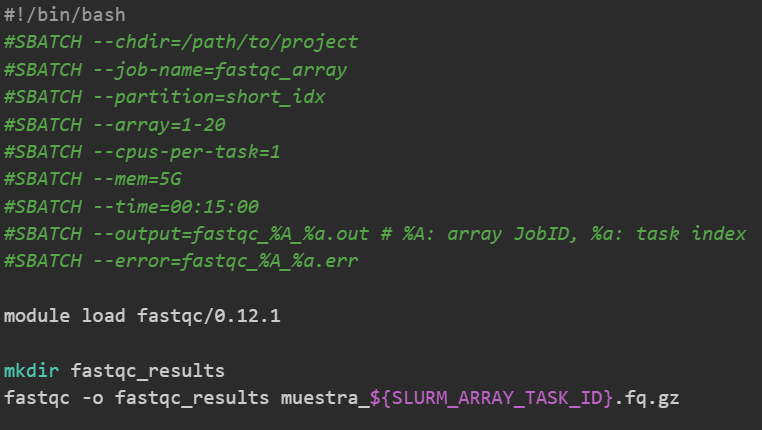 #!/bin/bash
#SBATCH --chdir=/path/to/project
#SBATCH --job-name=fastqc_array
#SBATCH --partition=short_idx
#SBATCH --array=1-20
#SBATCH --cpus-per-task=1
#SBATCH --mem=5G
#SBATCH --time=00:15:00
#SBATCH --output=fastqc_%A_%a.out # %A: array JobID, %a: task index
#SBATCH --error=fastqc_%A_%a.err
module load fastqc/0.12.1
mkdir fastqc_results
fastqc -o fastqc_results muestra_${SLURM_ARRAY_TASK_ID}.fq.gz